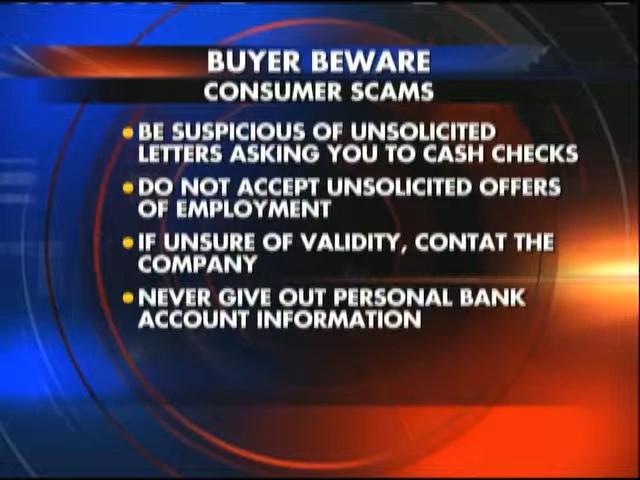 BUYER BEWARE
CONSUMER SCAMS
• BE SUSPICIOUS OF UNSOLICITED
LETTERS ASKING YOU TO CASH CHECKS
• DO NOT ACCEPT UNSOLICITED OFFERS
OF EMPLOYMENT
• IF UNSURE OF VALIDITY, CONTAT THE
COMPANY
• NEVER GIVE OUT PERSONAL BANK
ACCOUNT INFORMATION